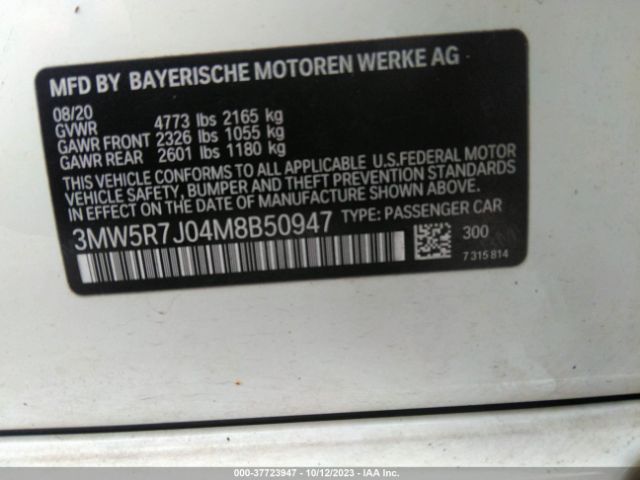 MFD BY BAYERISCHE MOTOREN WERKE AG
08/20
GVWR 4773 lbs 2165 kg
GAWR FRONT 2326 lbs 1055 kg
GAWR REAR 2601 lbs 1180 kg
THIS VEHICLE CONFORMS TO ALL APPLICABLE U.S.FEDERAL MOTOR
VEHICLE SAFETY, BUMPER AND THEFT PREVENTION STANDARDS
IN EFFECT ON THE DATE OF MANUFACTURE SHOWN ABOVE.
3MW5R7J04M8B50947 TYPE: PASSENGER CAR
300
7 315 814
000-37723947 - 10/12/2023 - IAA Inc.